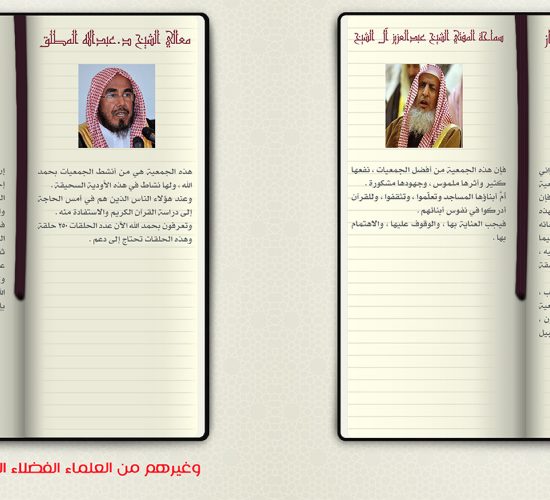 سماحة المفتي الشيخ عبدالعزيز آل الشيخ
فإن هذه الجمعية من أفضل الجمعيات ، نفعها
كثير وأثرها ملموس ، وجهودها مشكورة .
أمّ أبناؤها المساجد وتعلّموا ، وتثقفوا ، وللقرآن
أدركوا في نفوس أبنائهم .
فيجب العناية بها ، والوقوف عليها ، والاهتمام
بها .
معالي الشيخ د. عبدالله المطلق
هذه الجمعية هي من أنشط الجمعيات بحمد
الله ، ولها نشاط في هذه الأودية السحيقة .
وعند هؤلاء الناس الذين هم في أمس الحاجة
إلى دراسة القرآن الكريم والاستفادة منه .
وتعرفون بحمد الله الآن عدد الحلقات ٢٥٠ حلقة
وهذه الحلقات تحتاج إلى دعم .
وغيرهم من العلماء الفضلاء